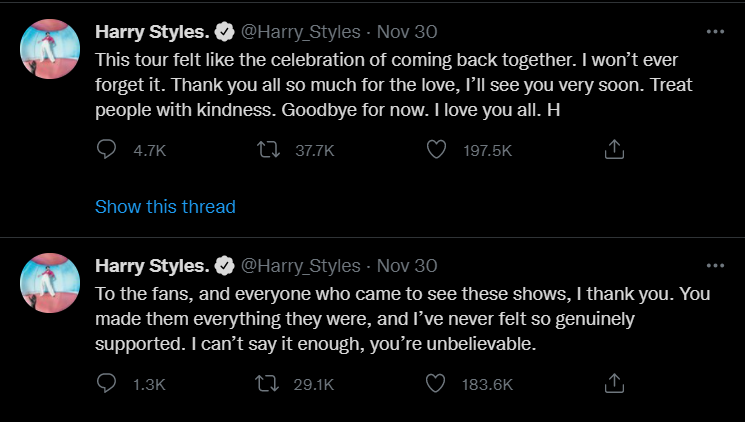 Harry Styles. @Harry_Styles · Nov 30
This tour felt like the celebration of coming back together. I won’t ever
forget it. Thank you all so much for the love, I’ll see you very soon. Treat
people with kindness. Goodbye for now. I love you all. H
4.7K 37.7K 197.5K
Show this thread
Harry Styles. @Harry_Styles · Nov 30
To the fans, and everyone who came to see these shows, I thank you. You
made them everything they were, and I’ve never felt so genuinely
supported. I can’t say it enough, you’re unbelievable.
1.3K 29.1K 183.6K